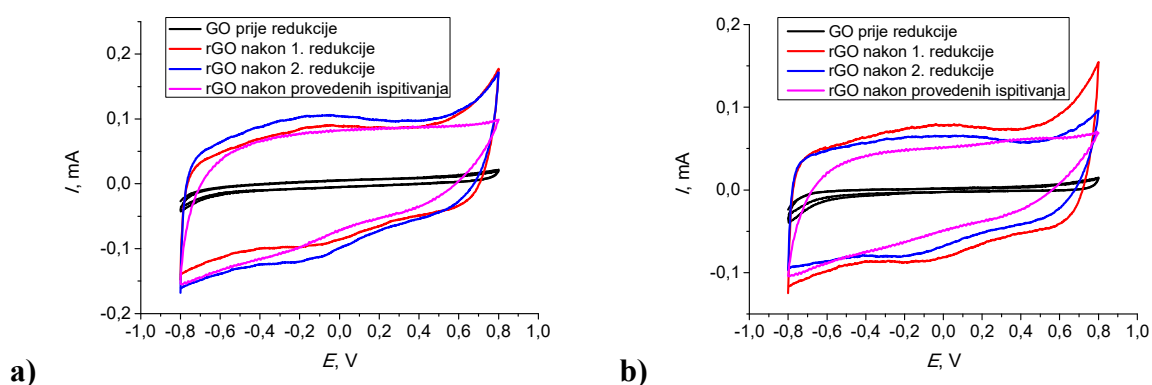 GO prije redukcije
rGO nakon 1. redukcije
rGO nakon 2. redukcije
rGO nakon provedenih ispitivanja
0,2
0,1
0,0
-0,1
-0,2
I, mA
-1,0 -0,8 -0,6 -0,4 -0,2 0,0 0,2 0,4 0,6 0,8 1,0
E, V
a)
GO prije redukcije
rGO nakon 1. redukcije
rGO nakon 2. redukcije
rGO nakon provedenih ispitivanja
0,2
0,1
0,0
-0,1
I, mA
-1,0 -0,8 -0,6 -0,4 -0,2 0,0 0,2 0,4 0,6 0,8 1,0
E, V
b)